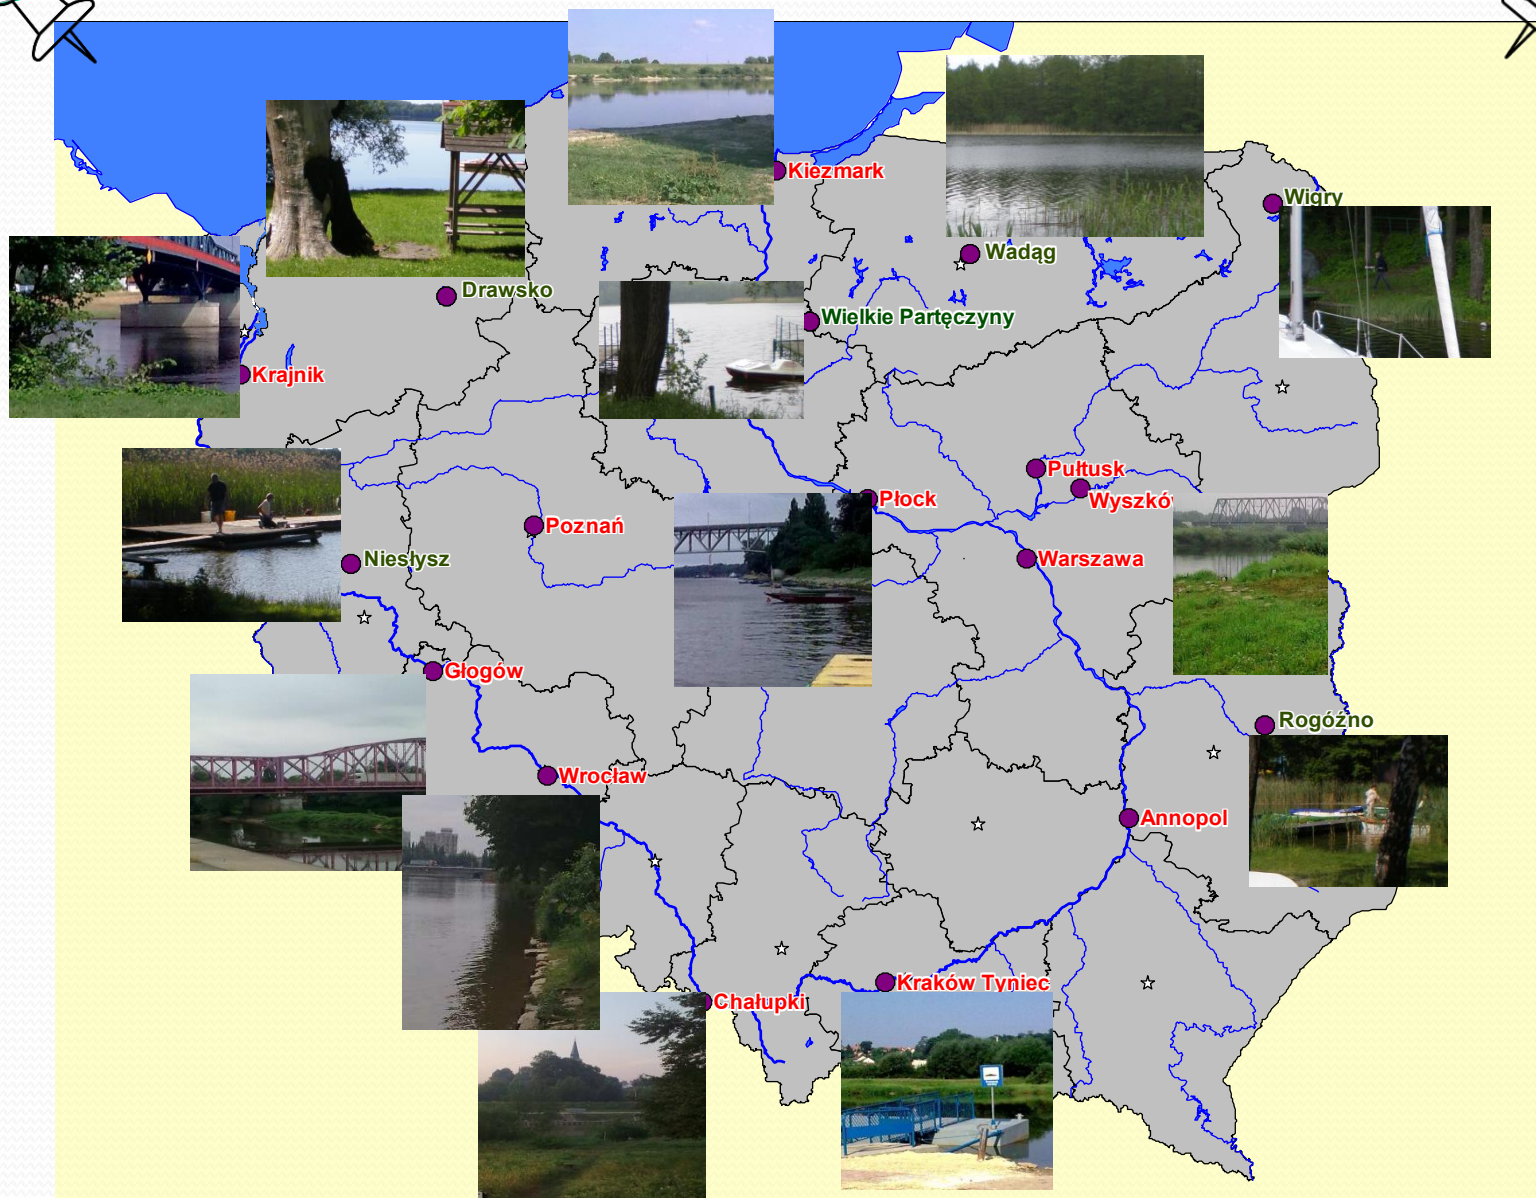 Kiezmark
Wigry
Wadąg
Drawsko
Wielkie Partęczyny
Krajnik
Pułtusk
Płock
Wyszków
Poznań
Warszawa
Niesłysz
Głogów
Rogóźno
Wrocław
Annopol
Kraków Tyniec
Chałupki